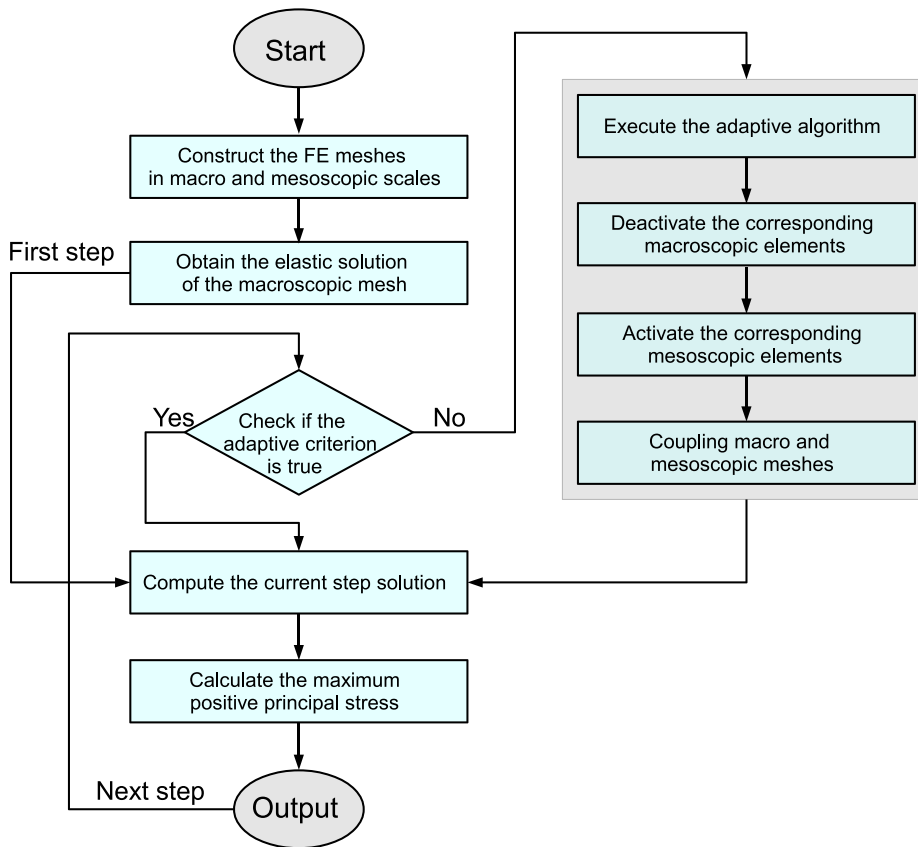 Start
Construct the FE meshes
in macro and mesoscopic scales
First step
Obtain the elastic solution
of the macroscopic mesh
Yes
Check if the
adaptive criterion
is true
No
Execute the adaptive algorithm
Deactivate the corresponding
macroscopic elements
Activate the corresponding
mesoscopic elements
Coupling macro and
mesoscopic meshes
Compute the current step solution
Calculate the maximum
positive principal stress
Next step
Output